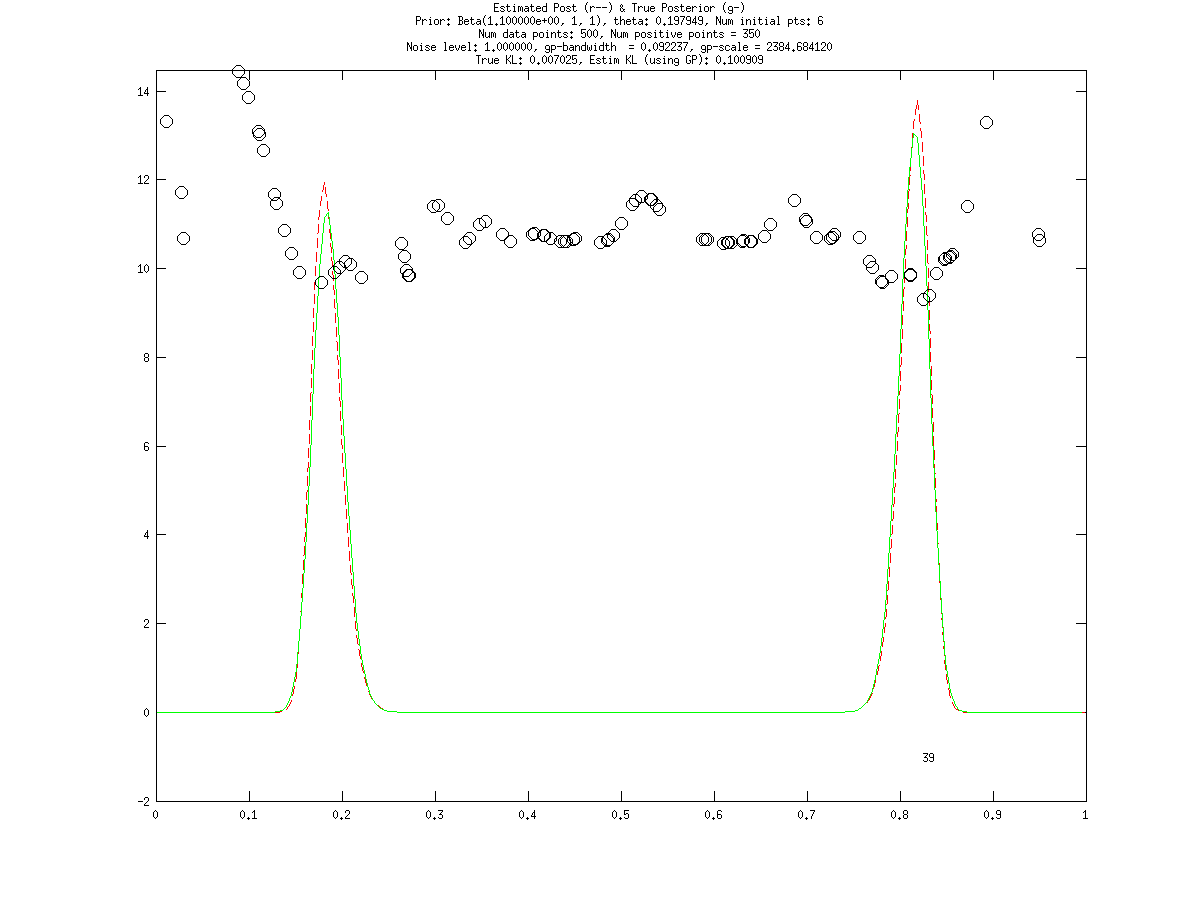 Estimated Post (r--) & True Posterior (g-)
Prior: Beta(1.100000e+00, 1, 1), theta: 0.197949, Num initial pts: 6
Num data points: 500, Num positive points = 350
Noise level: 1.000000, gp-bandwidth  = 0.092237, gp-scale = 2384.684120
True KL: 0.007025, Estim KL (using GP): 0.100909
14
12
10
8
6
4
2
0
39
-2
0 0.1 0.2 0.3 0.4 0.5 0.6 0.7 0.8 0.9 1